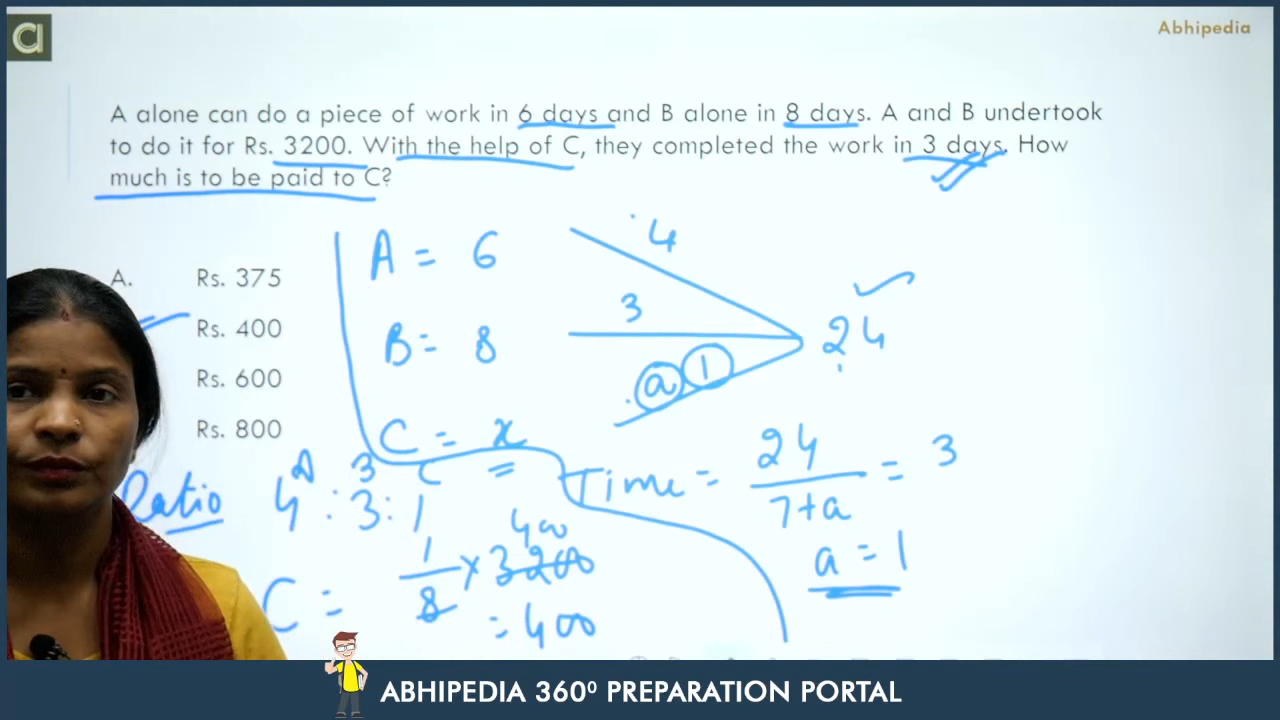 Abhipedia
A alone can do a piece of work in 6 days and B alone in 8 days. A and B undertook
to do it for Rs. 3200. With the help of C, they completed the work in 3 days. How
much is to be paid to C?
A. Rs. 375
Rs. 400
Rs. 600
Rs. 800
A = 6
4
B = 8
3
24
a 1
C = x
Time = 24 / 7+a = 3
a = 1
A B C
Ratio 4 : 3 : 1
C = 1/8 × 3200
400
= 400
ABHIPEDIA 360⁰ PREPARATION PORTAL